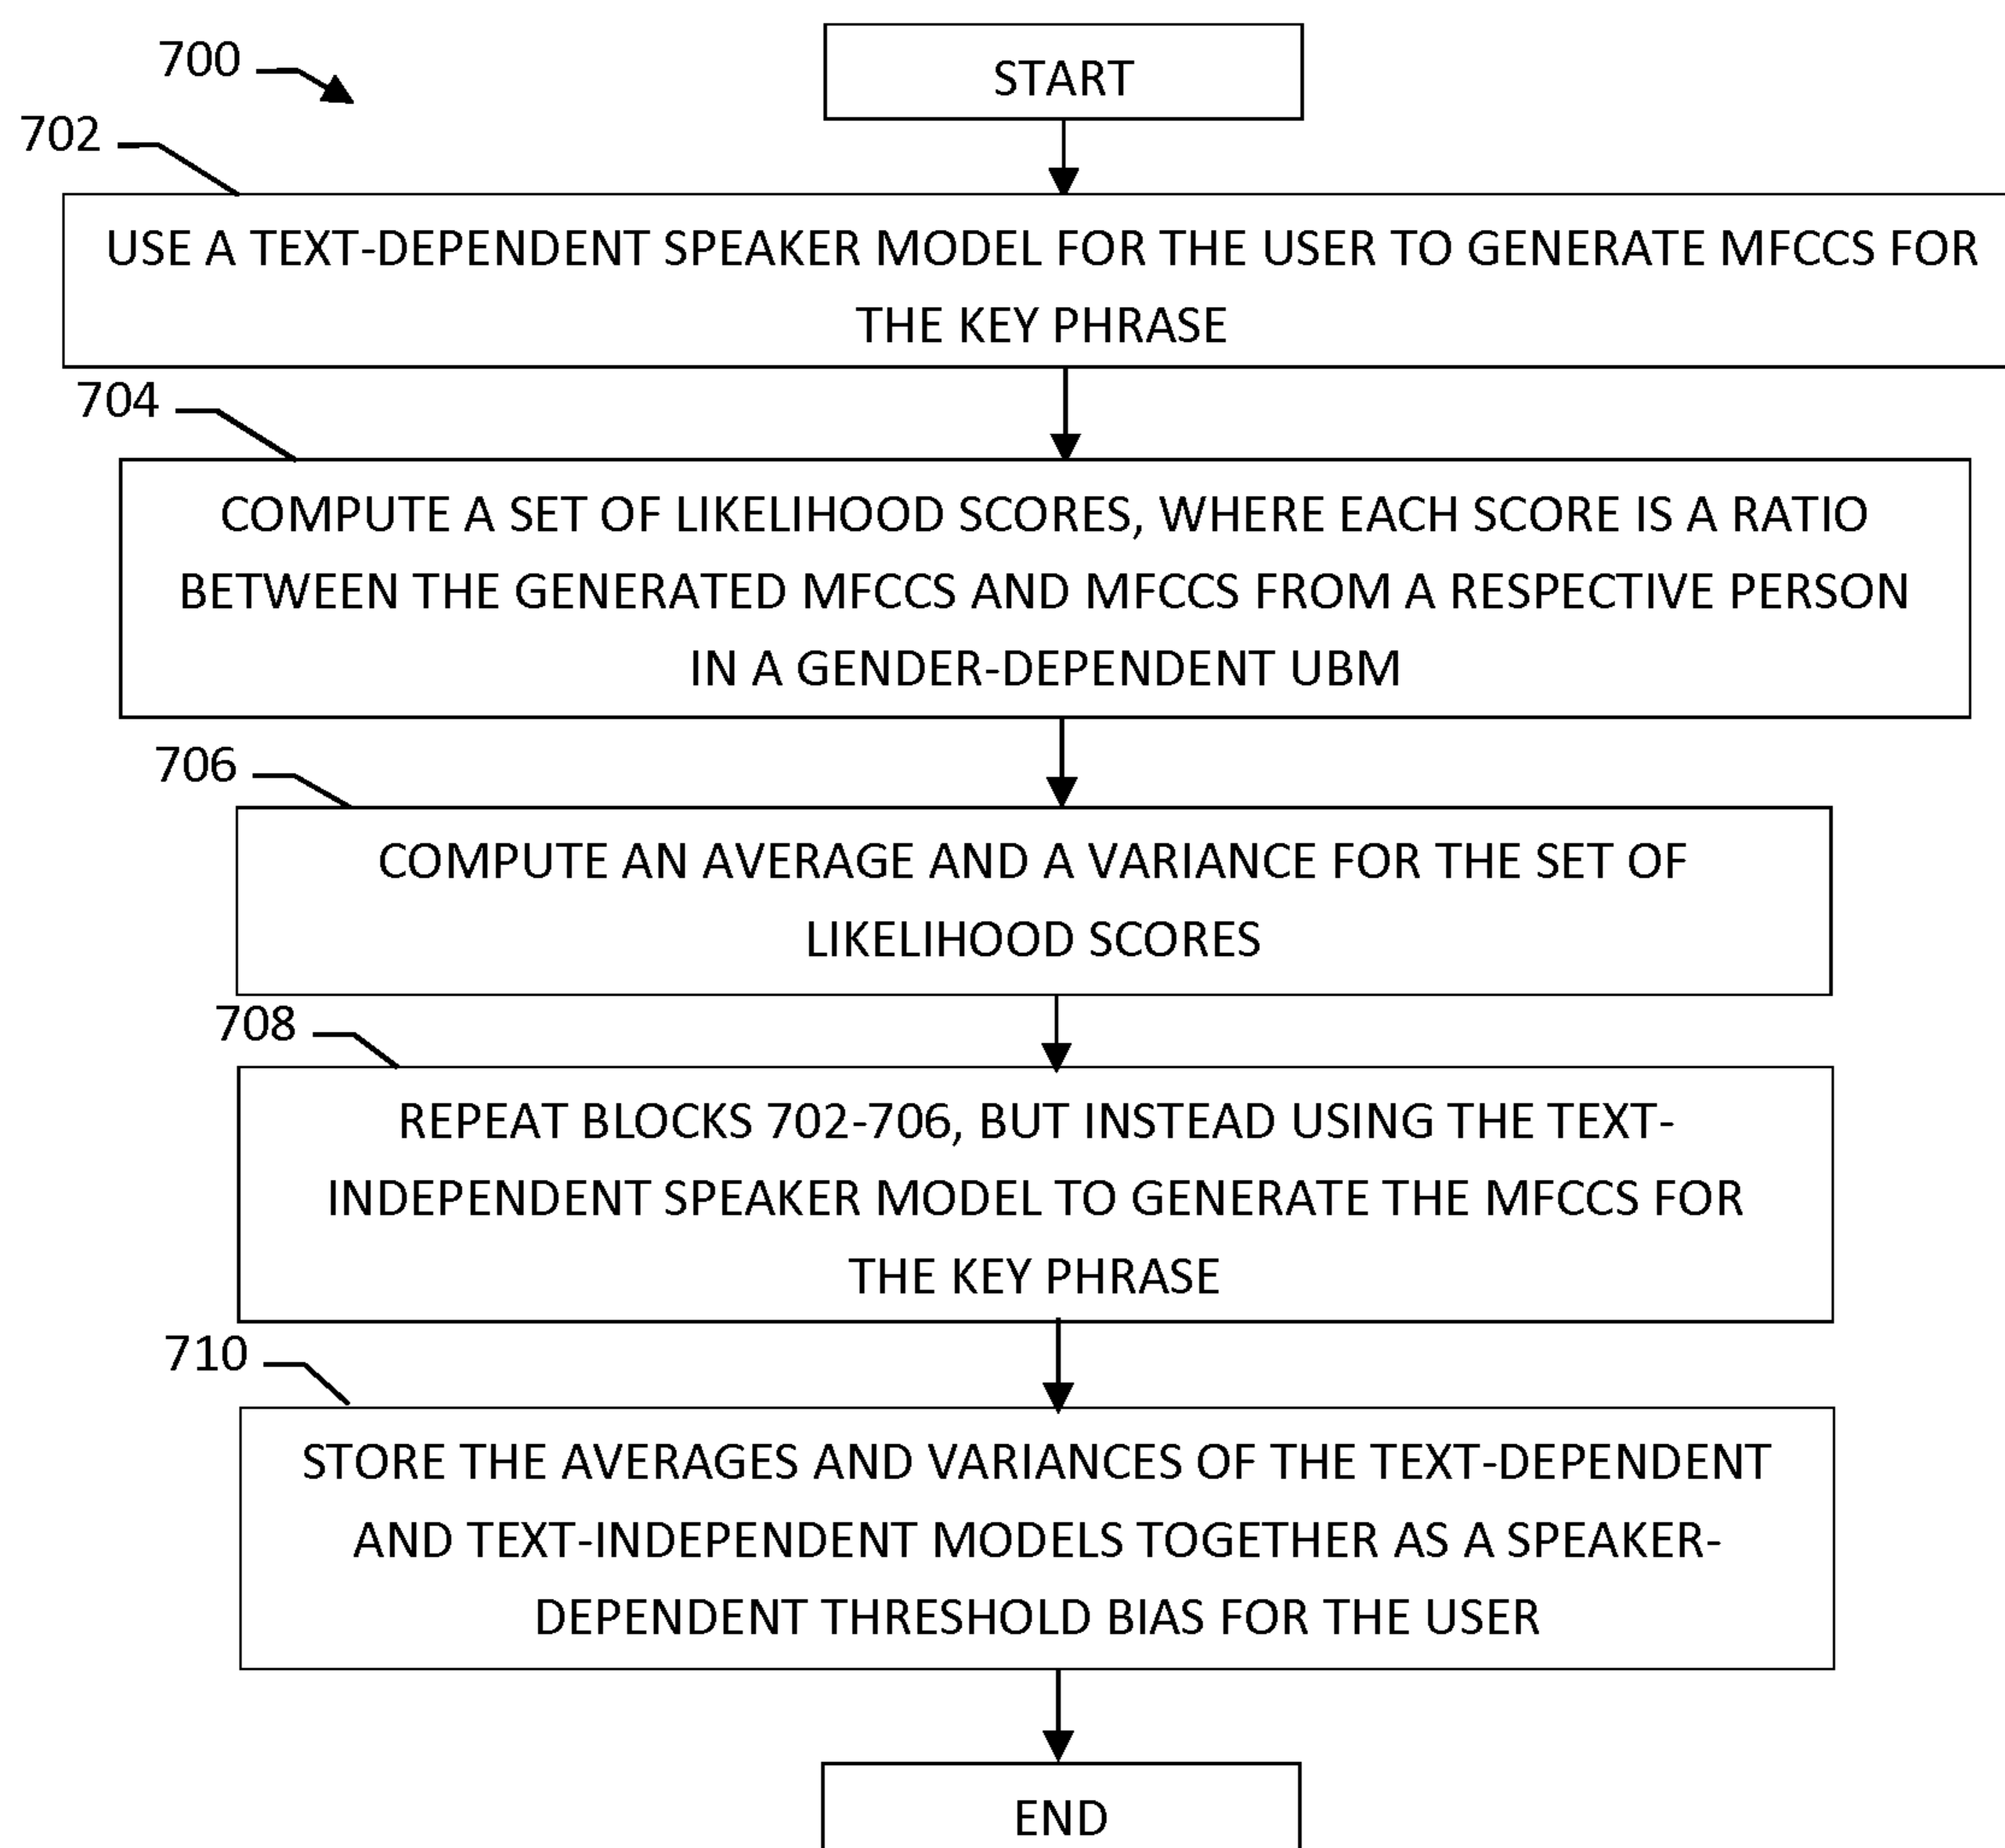 700
START
702
USE A TEXT-DEPENDENT SPEAKER MODEL FOR THE USER TO GENERATE MFCCS FOR
THE KEY PHRASE
704
COMPUTE A SET OF LIKELIHOOD SCORES, WHERE EACH SCORE IS A RATIO
BETWEEN THE GENERATED MFCCS AND MFCCS FROM A RESPECTIVE PERSON
IN A GENDER-DEPENDENT UBM
706
COMPUTE AN AVERAGE AND A VARIANCE FOR THE SET OF
LIKELIHOOD SCORES
708
REPEAT BLOCKS 702-706, BUT INSTEAD USING THE TEXT-
INDEPENDENT SPEAKER MODEL TO GENERATE THE MFCCS FOR
THE KEY PHRASE
710
STORE THE AVERAGES AND VARIANCES OF THE TEXT-DEPENDENT
AND TEXT-INDEPENDENT MODELS TOGETHER AS A SPEAKER-
DEPENDENT THRESHOLD BIAS FOR THE USER
END